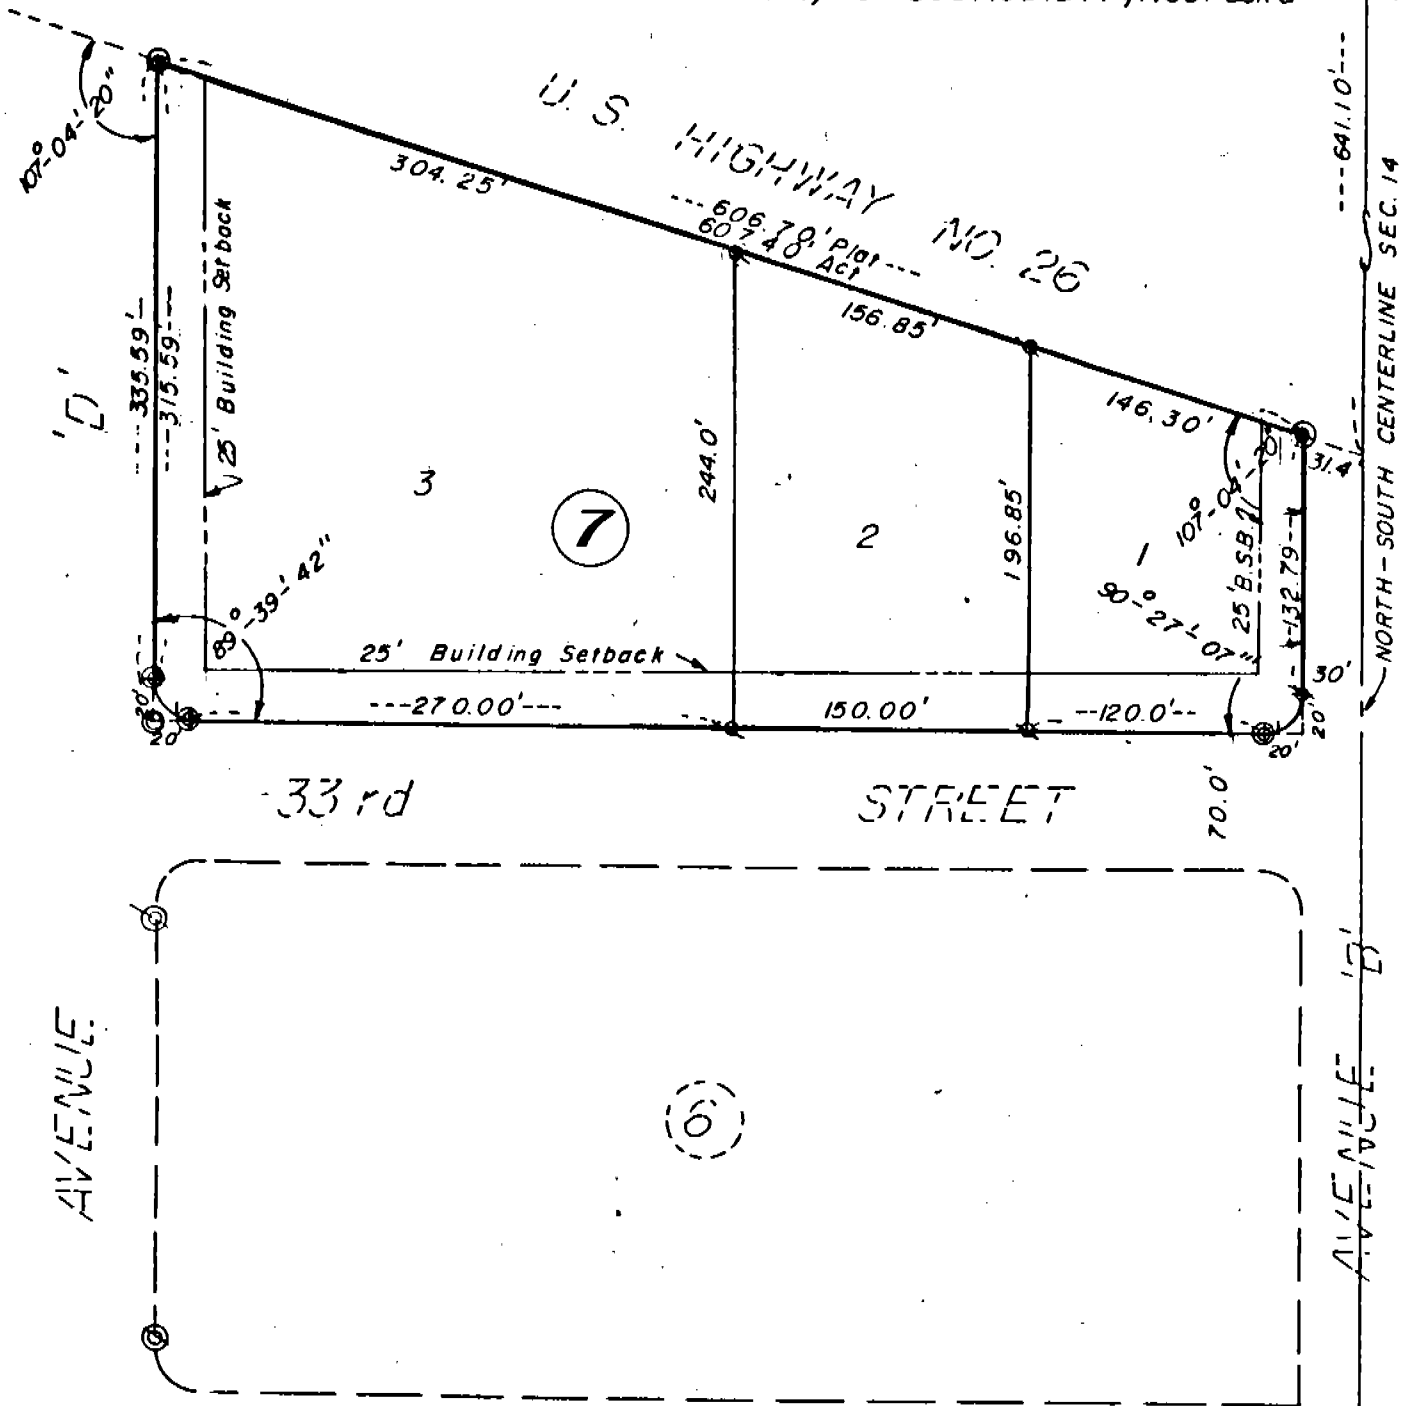 107°-04'-20"
U. S. HIGHWAY NO. 26
---641.10'---
304.25'
---606.70' Plat---
607.40' Act
156.85'
146.30'
NORTH-SOUTH CENTERLINE SEC. 14
25' Building Setback
---335.59'---
---315.59'---
'D'
3
7
244.0'
2
196.85'
1
107°-04'-20"
31.4
25' B.S.B.
--132.79--
90°-27'-07"
89°-39'-42"
25' Building Setback
30'
20'
20'
---270.00'---
150.00'
--120.0'--
20'
20'
33rd STREET
70.0'
AVENUE
6
AVENUE